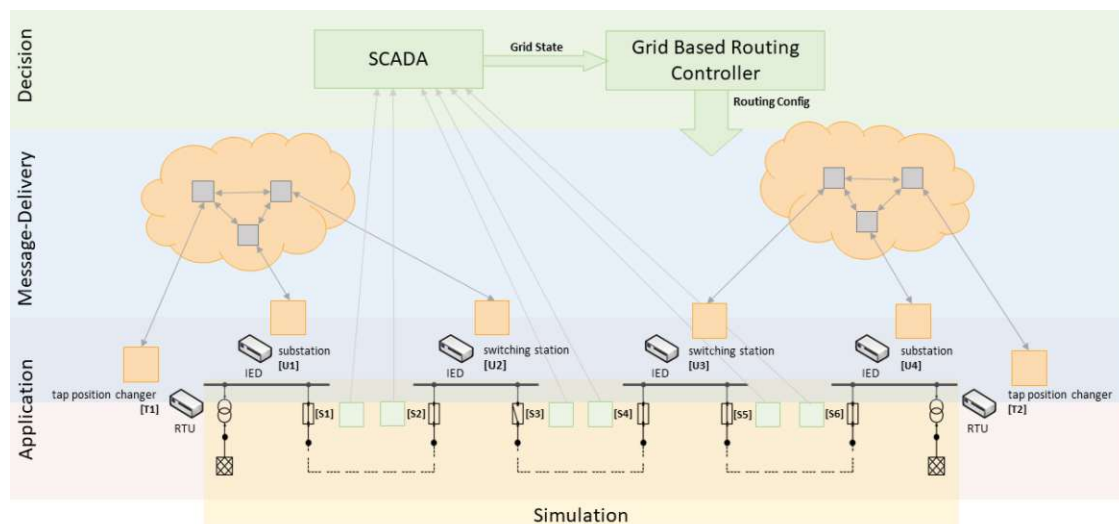 Decision
SCADA
Grid State
Grid Based Routing
Controller
Routing Config
Message-Delivery
Application
substation
[U1]
IED
switching station
[U2]
IED
switching station
[U3]
IED
substation
[U4]
IED
tap position changer
[T1]
RTU
tap position changer
[T2]
RTU
[S1]
[S2]
[S3]
[S4]
[S5]
[S6]
Simulation